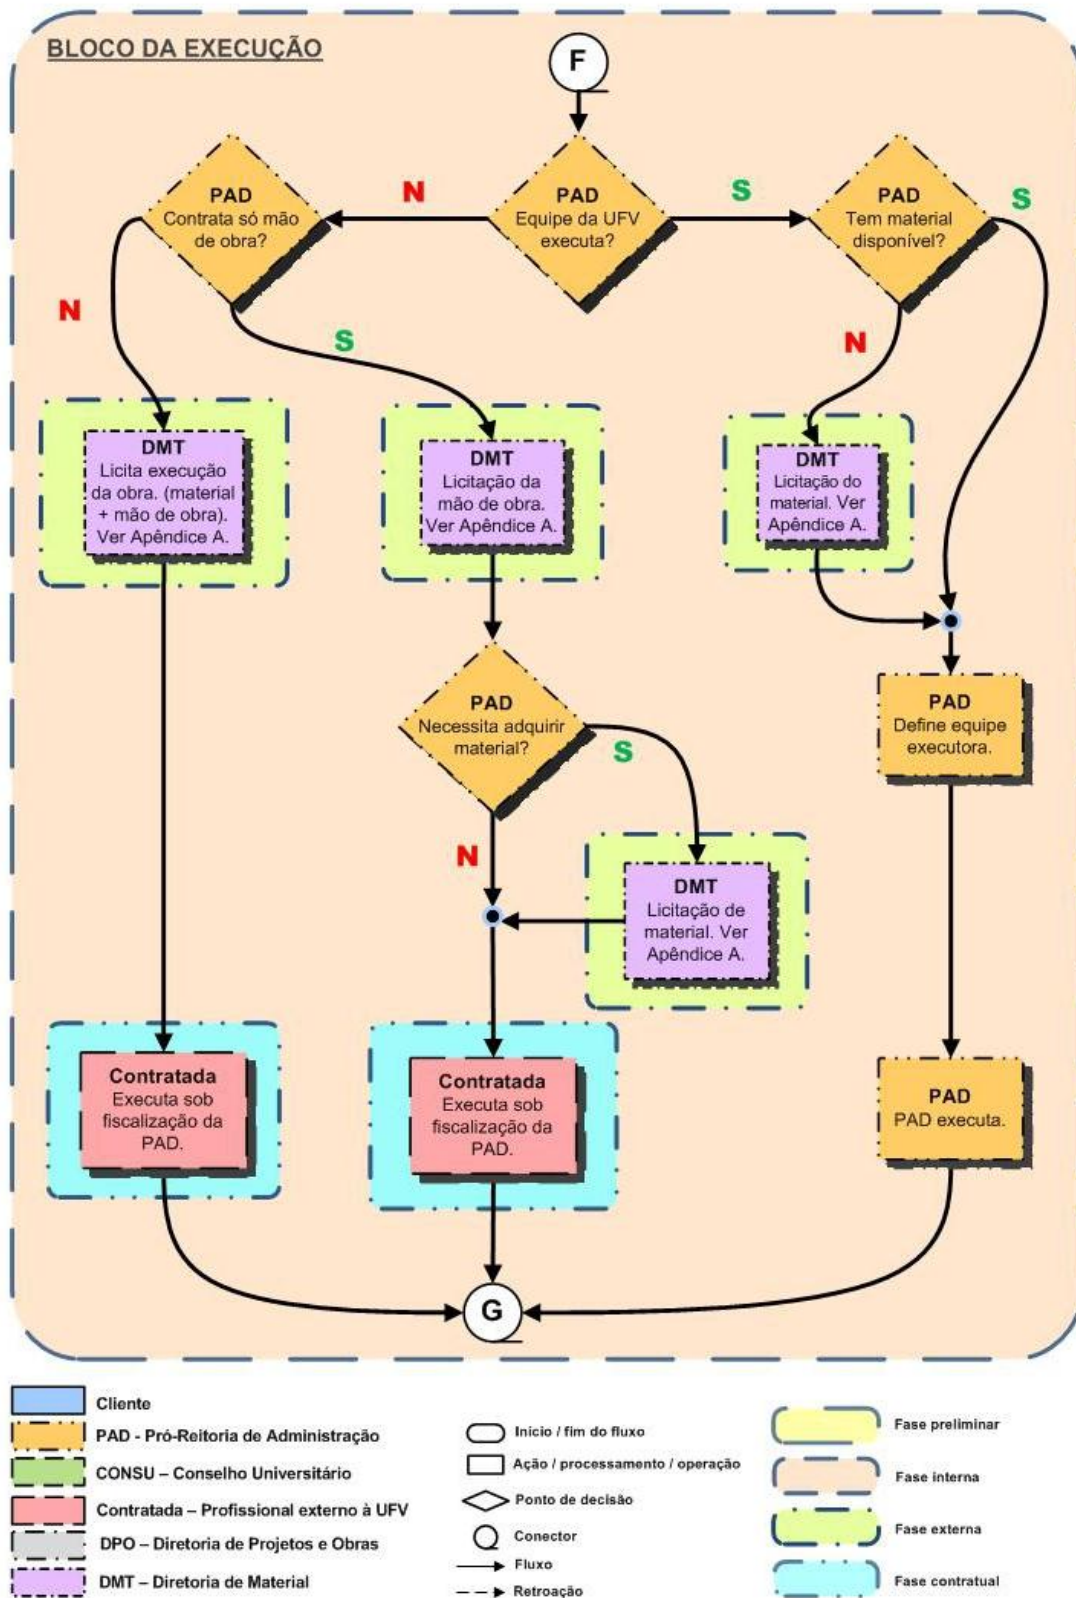 BLOCO DA EXECUÇÃO
F
PAD
Contrata só mão
de obra?
N
PAD
Equipe da UFV
executa?
S
PAD
Tem material
disponível?
S
N
S
N
DMT
Licita execução
da obra. (material
+ mão de obra).
Ver Apêndice A.
DMT
Licitação da
mão de obra.
Ver Apêndice A.
DMT
Licitação do
material. Ver
Apêndice A.
PAD
Necessita adquirir
material?
S
N
PAD
Define equipe
executora.
DMT
Licitação de
material. Ver
Apêndice A.
Contratada
Executa sob
fiscalização da
PAD.
Contratada
Executa sob
fiscalização da
PAD.
PAD
PAD executa.
G
Cliente
PAD - Pró-Reitoria de Administração
CONSU – Conselho Universitário
Contratada – Profissional externo à UFV
DPO – Diretoria de Projetos e Obras
DMT – Diretoria de Material
Início / fim do fluxo
Ação / processamento / operação
Ponto de decisão
Conector
Fluxo
Retroação
Fase preliminar
Fase interna
Fase externa
Fase contratual